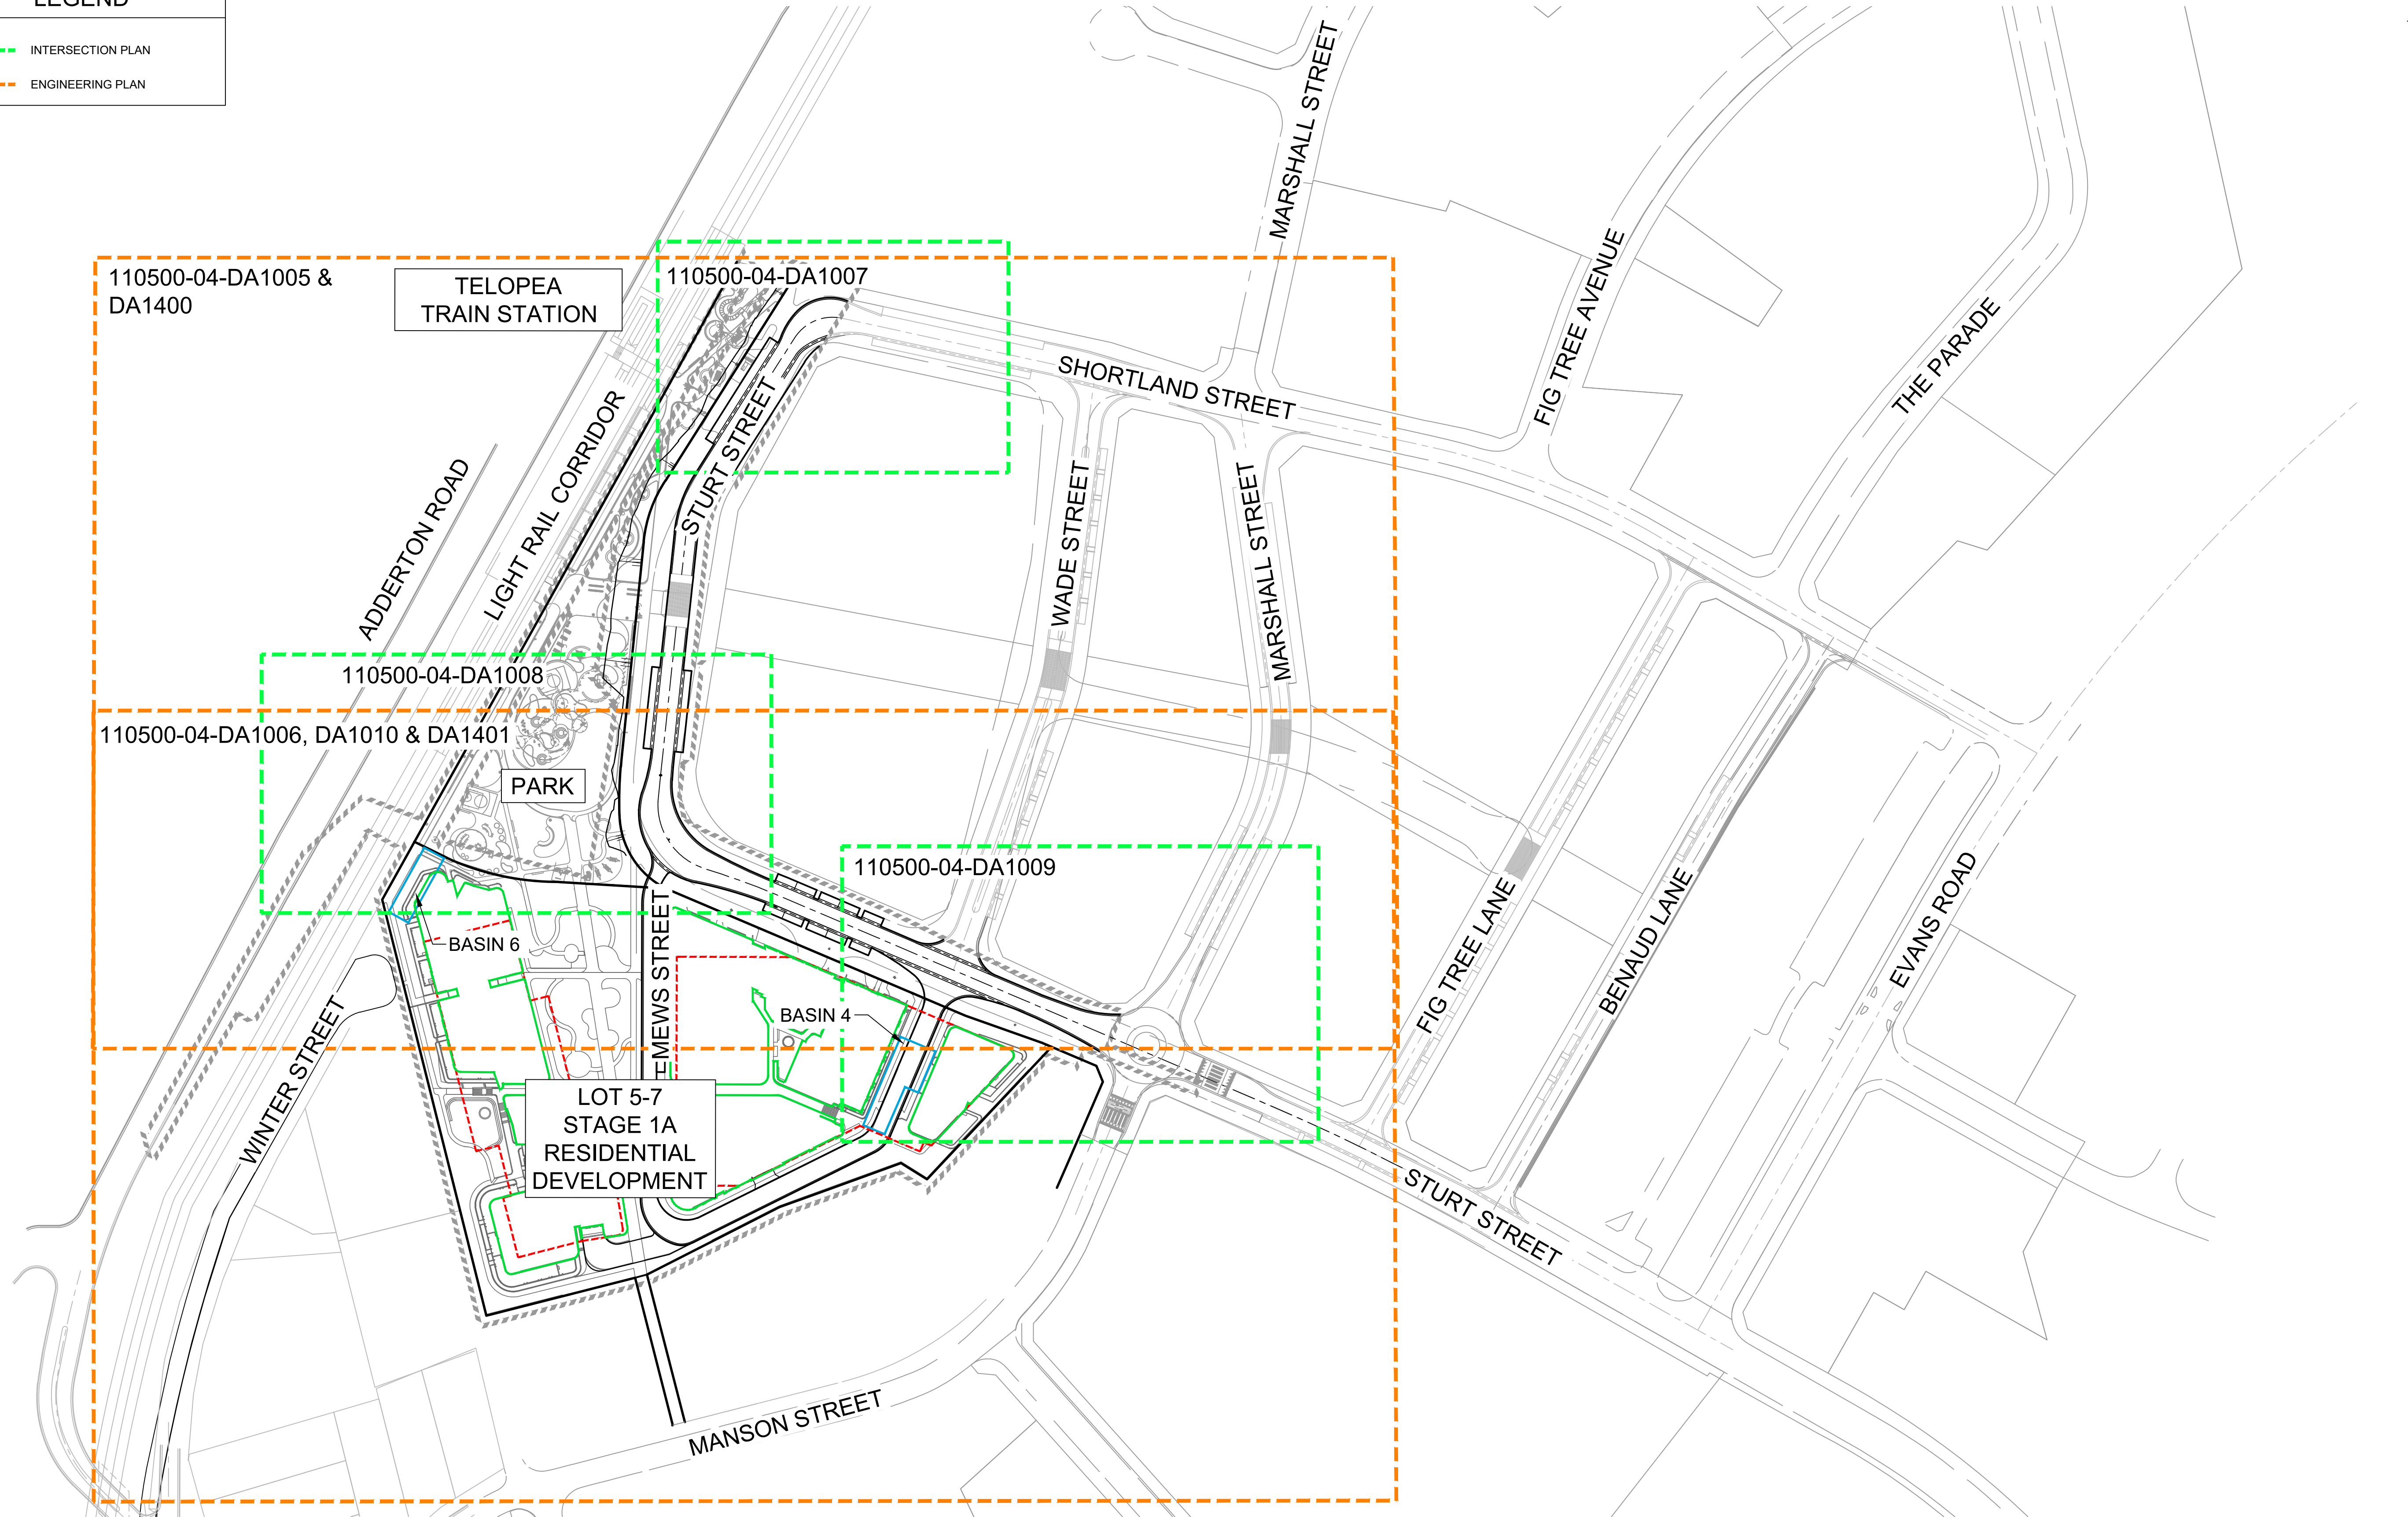 LEGEND
INTERSECTION PLAN
ENGINEERING PLAN
MARSHALL STREET
110500-04-DA1005 &
DA1400
TELOPEA
TRAIN STATION
110500-04-DA1007
FIG TREE AVENUE
THE PARADE
SHORTLAND STREET
STURT STREET
LIGHT RAIL CORRIDOR
ADDERTON ROAD
WADE STREET
MARSHALL STREET
110500-04-DA1008
110500-04-DA1006, DA1010 & DA1401
PARK
110500-04-DA1009
BASIN 6
MEWS STREET
BASIN 4
FIG TREE LANE
BENAUD LANE
EVANS ROAD
WINTER STREET
LOT 5-7
STAGE 1A
RESIDENTIAL
DEVELOPMENT
STURT STREET
MANSON STREET